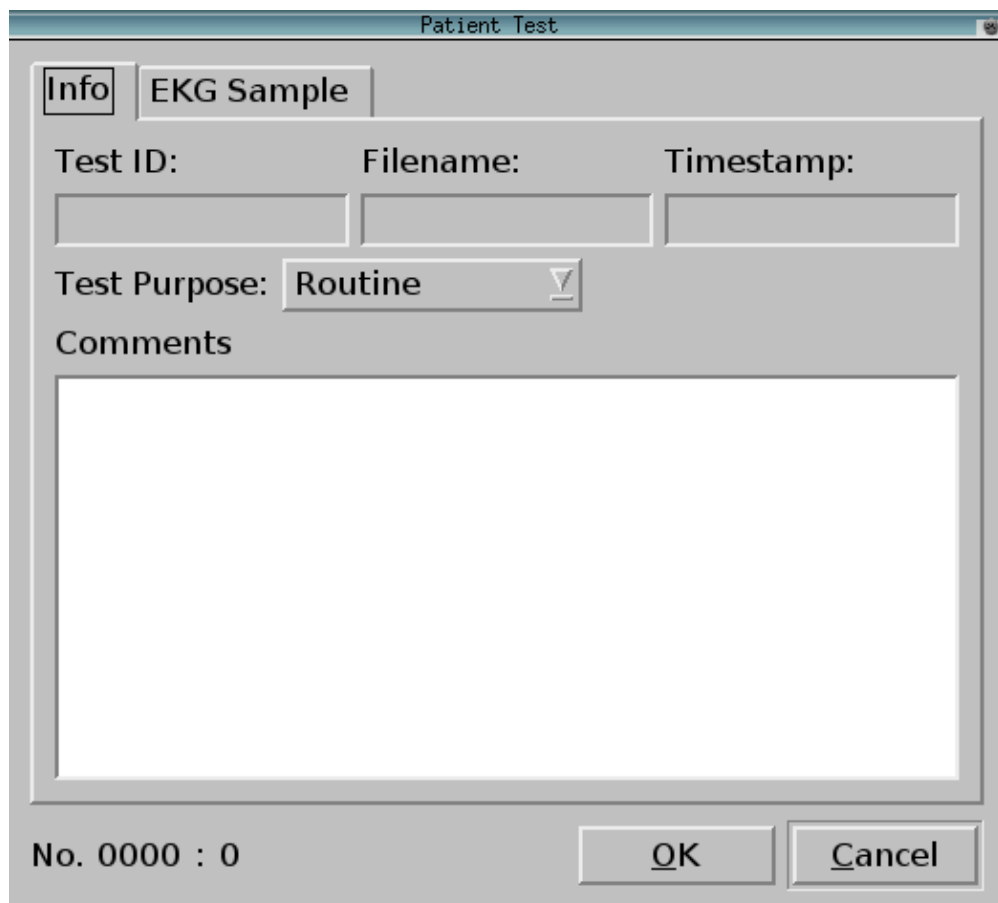 Patient Test
Info EKG Sample
Test ID: Filename: Timestamp:
Test Purpose: Routine
Comments
No. 0000 : 0 OK Cancel